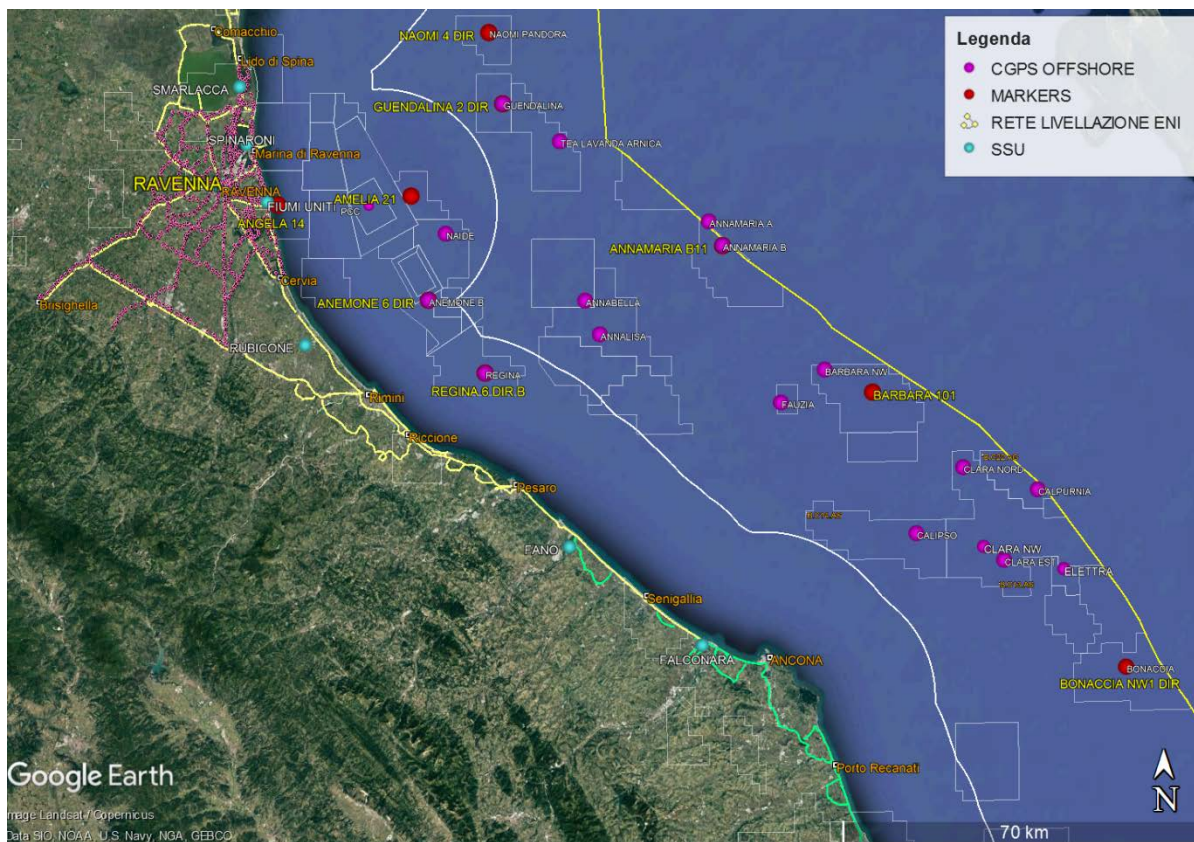 Legenda
CGPS OFFSHORE
MARKERS
RETE LIVELLAZIONE ENI
SSU
Comacchio
NAOMI 4 DIR
NAOMI PANDORA
Lido di Spina
SMARLACCA
GUENDALINA 2 DIR
GUENDALINA
SPINARONI
TEA LAVANDA ARNICA
Marina di Ravenna
RAVENNA
RAVENNA
FIUMI UNITI
AMELIA 21
PCC
ANGELA 14
ANNAMARIA A
NAIDE
ANNAMARIA B11
ANNAMARIA B
Cervia
Brisighella
ANEMONE 6 DIR
ANEMONE B
ANNABELLA
RUBICONE
ANNALISA
REGINA
BARBARA NW
REGINA 6 DIR B
Rimini
BARBARA 101
FAUZIA
Riccione
CLARA NORD
Pesaro
CALPURNIA
CALIPSO
FANO
CLARA NW
CLARA EST
ELETTRA
Senigallia
FALCONARA
ANCONA
BONACCIA
BONACCIA NW1 DIR
Porto Recanati
Google Earth
N
mage Landsat / Copernicus
Data SIO, NOAA, U.S. Navy, NGA, GEBCO
70 km